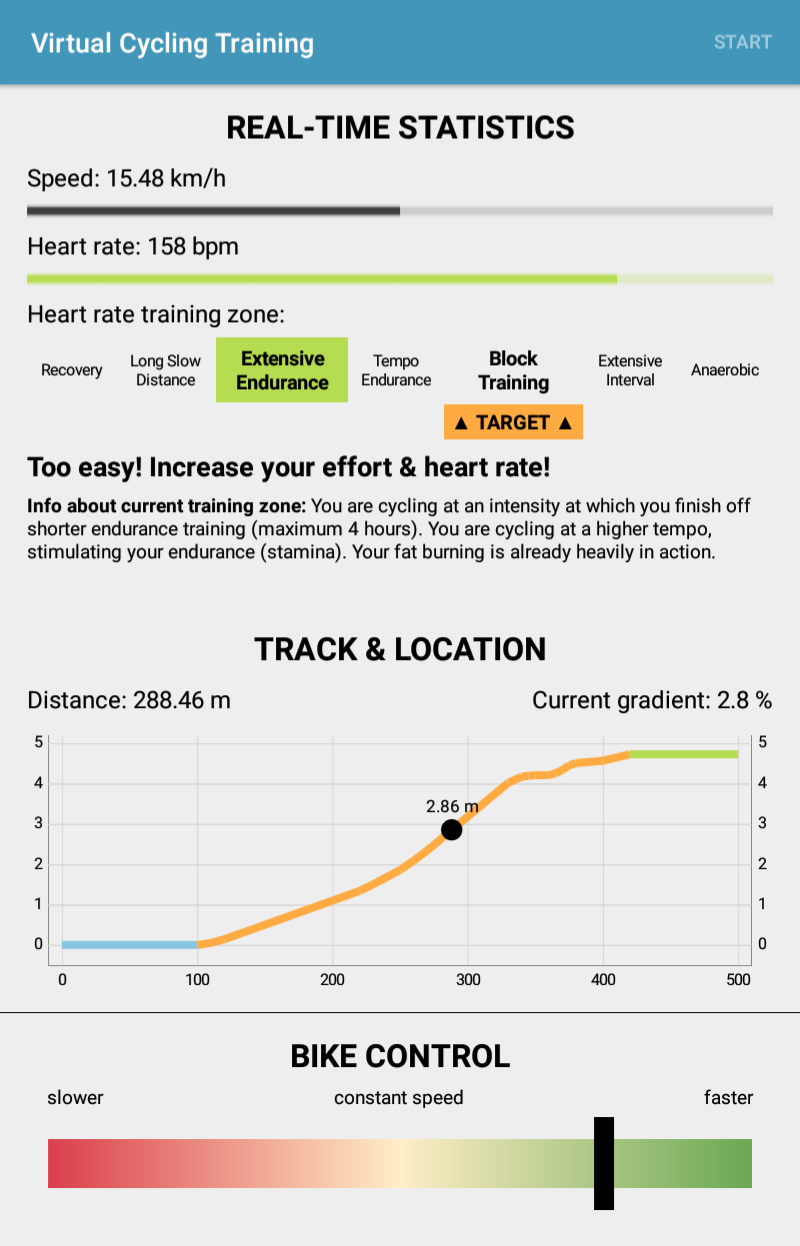 Virtual Cycling Training
START
REAL-TIME STATISTICS
Speed: 15.48 km/h
Heart rate: 158 bpm
Heart rate training zone:
Recovery
Long Slow
Distance
Extensive
Endurance
Tempo
Endurance
Block
Training
Extensive
Interval
Anaerobic
▲ TARGET ▲
Too easy! Increase your effort & heart rate!
Info about current training zone: You are cycling at an intensity at which you finish off
shorter endurance training (maximum 4 hours). You are cycling at a higher tempo,
stimulating your endurance (stamina). Your fat burning is already heavily in action.
TRACK & LOCATION
Distance: 288.46 m
Current gradient: 2.8 %
5 5
4 4
2.86 m
3 3
2 2
1 1
0 0
0 100 200 300 400 500
BIKE CONTROL
slower constant speed faster